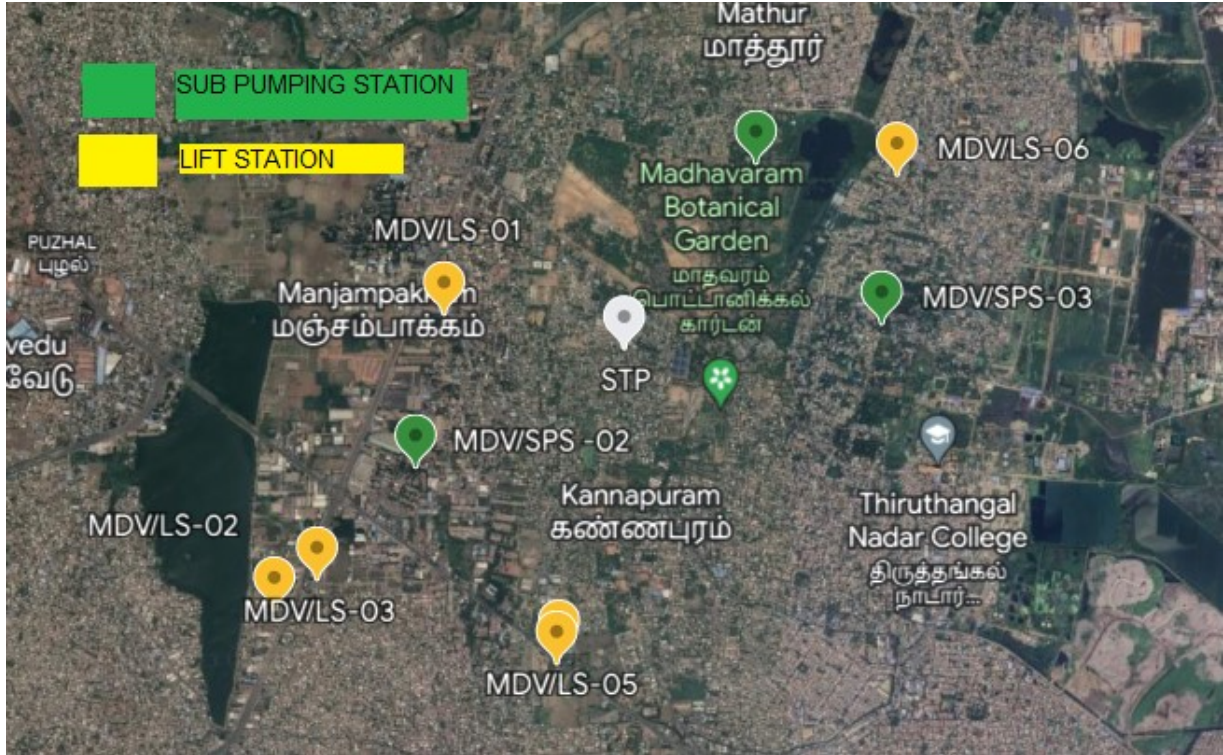 Mathur
மாத்தூர்
SUB PUMPING STATION
LIFT STATION
MDV/LS-06
Madhavaram
Botanical
Garden
மாதவரம்
பொட்டானிக்கல்
கார்டன்
MDV/LS-01
PUZHAL
புழல்
Manjampakkam
மஞ்சம்பாக்கம்
MDV/SPS-03
vedu
வேடு
STP
MDV/SPS -02
Kannapuram
கண்ணபுரம்
Thiruthangal
Nadar College
திருத்தங்கல்
நாடார்...
MDV/LS-02
MDV/LS-03
MDV/LS-05